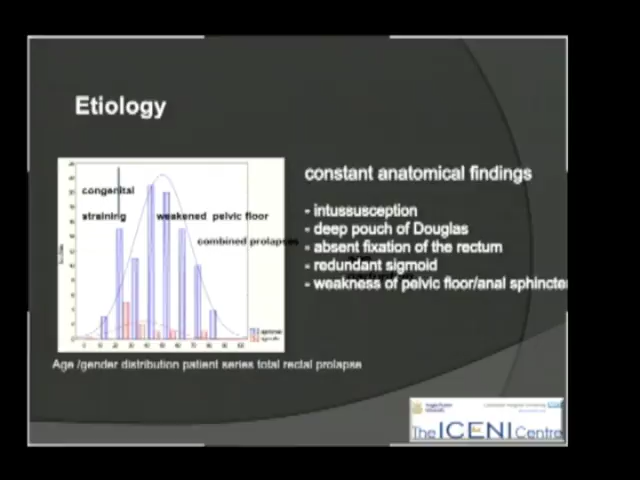 Etiology
congenital
straining
weakened pelvic floor
combined prolapses
Age /gender distribution patient series total rectal prolapse
constant anatomical findings
- intussusception
- deep pouch of Douglas
- absent fixation of the rectum
- redundant sigmoid
- weakness of pelvic floor/anal sphincte
The ICENI Centre